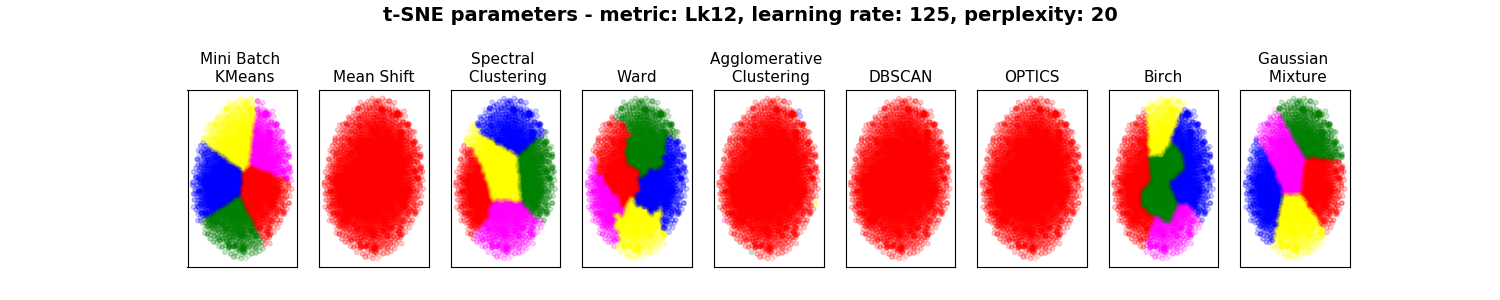 t-SNE parameters - metric: Lk12, learning rate: 125, perplexity: 20
Mini Batch
KMeans
Mean Shift
Spectral
Clustering
Ward
Agglomerative
Clustering
DBSCAN
OPTICS
Birch
Gaussian
Mixture